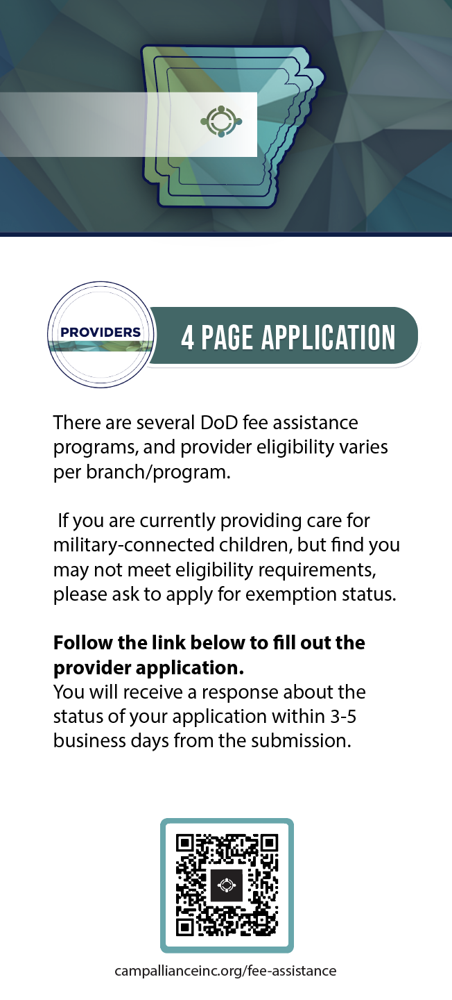 PROVIDERS
4 PAGE APPLICATION
There are several DoD fee assistance
programs, and provider eligibility varies
per branch/program.
If you are currently providing care for
military-connected children, but find you
may not meet eligibility requirements,
please ask to apply for exemption status.
Follow the link below to fill out the
provider application.
You will receive a response about the
status of your application within 3-5
business days from the submission.
campallianceinc.org/fee-assistance